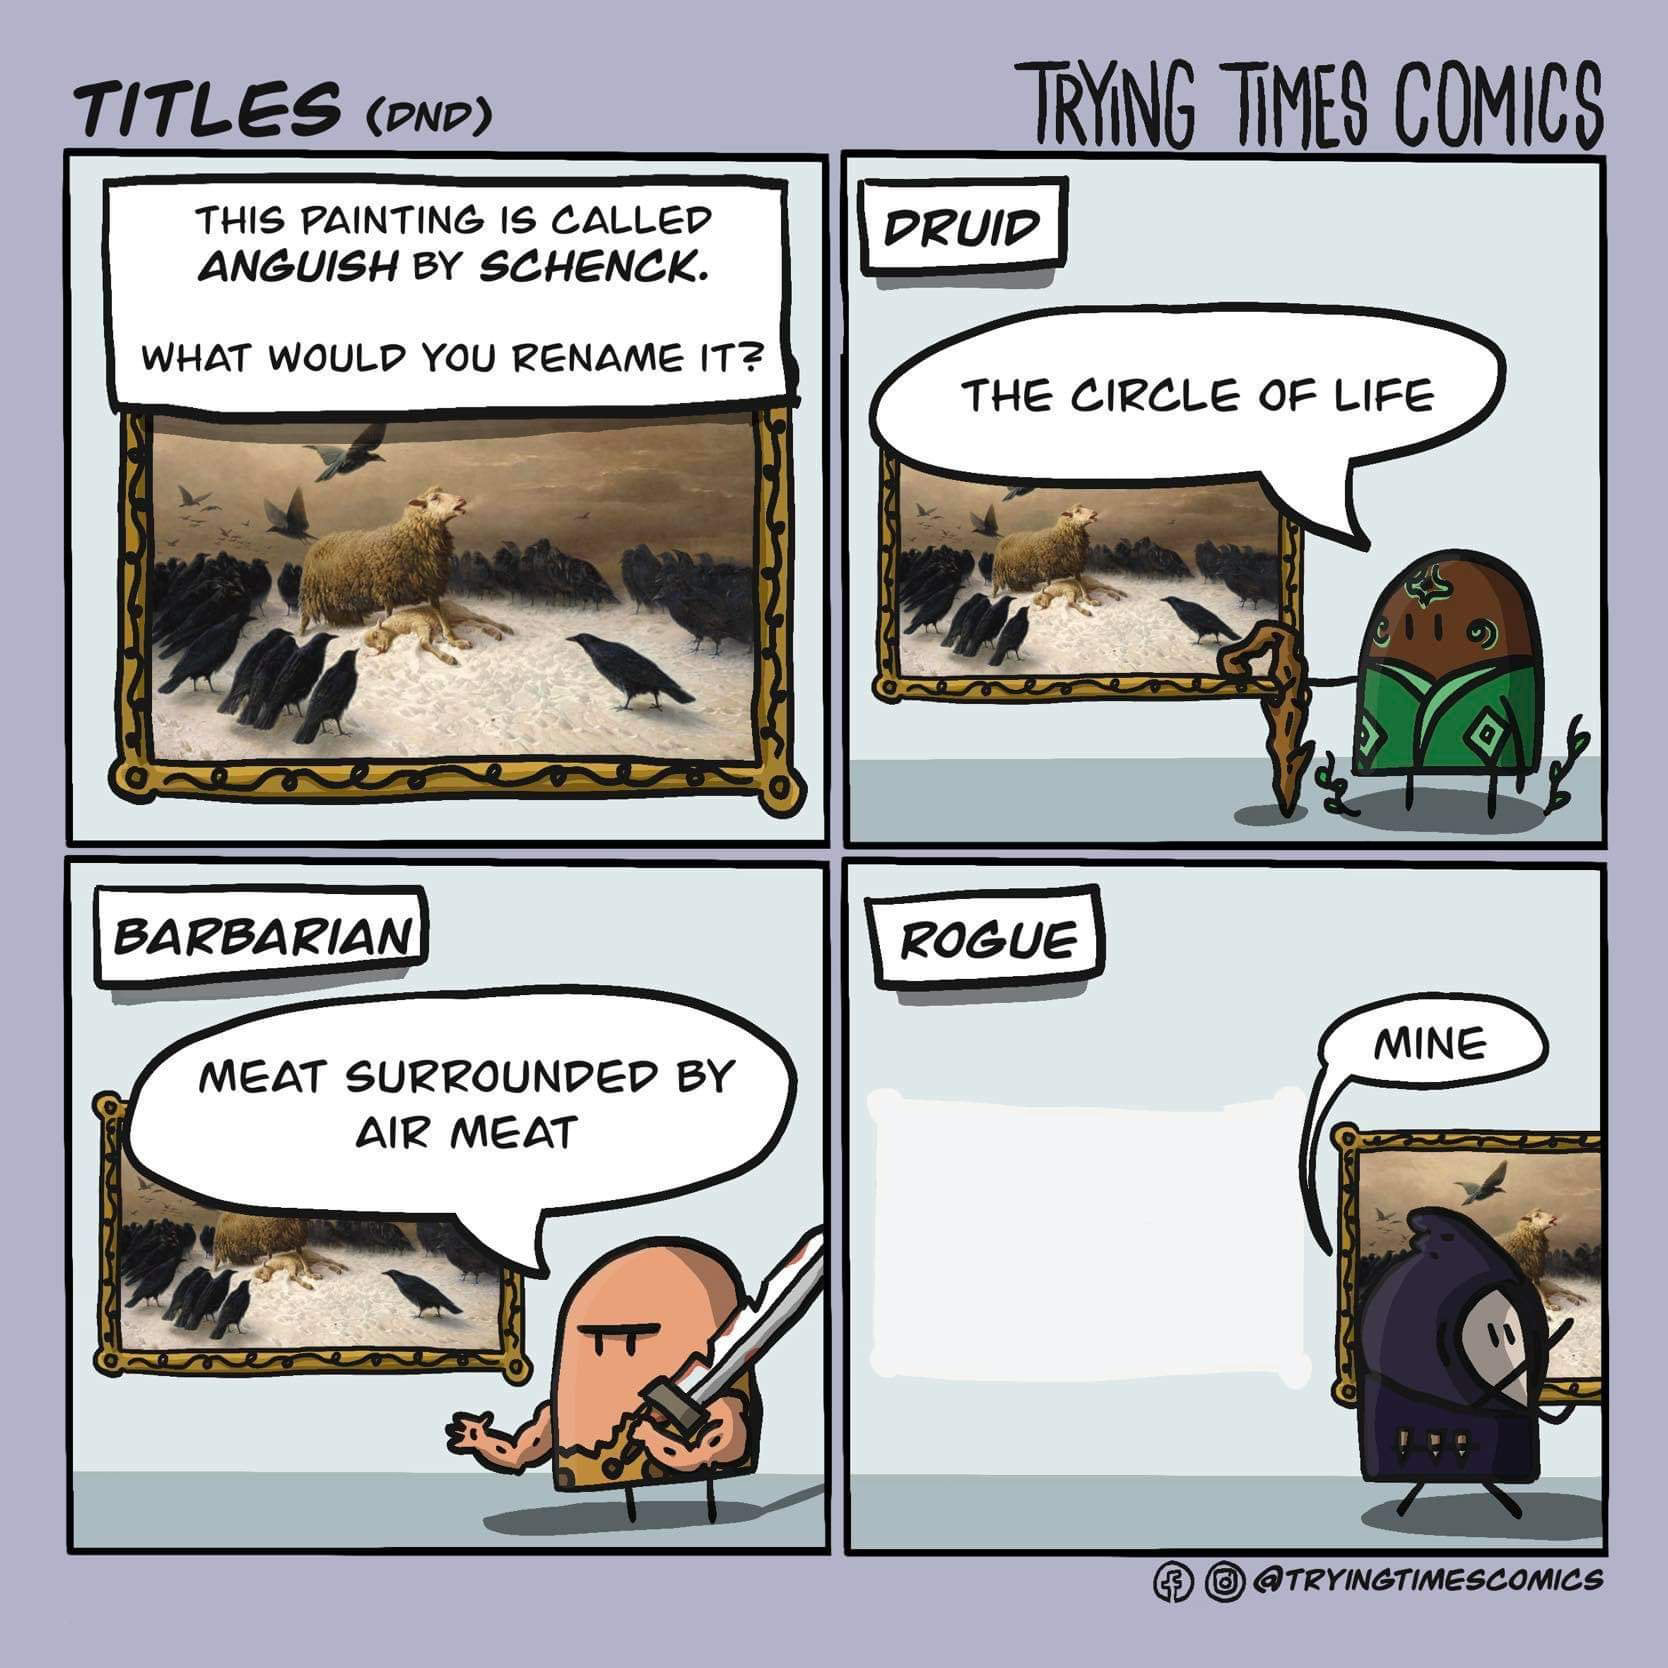 TITLES (DND)
TRYING TIMES COMICS
THIS PAINTING IS CALLED
ANGUISH BY SCHENCK.
WHAT WOULD YOU RENAME IT?
DRUID
THE CIRCLE OF LIFE
BARBARIAN
MEAT SURROUNDED BY
AIR MEAT
ROGUE
MINE
@TRYINGTIMESCOMICS